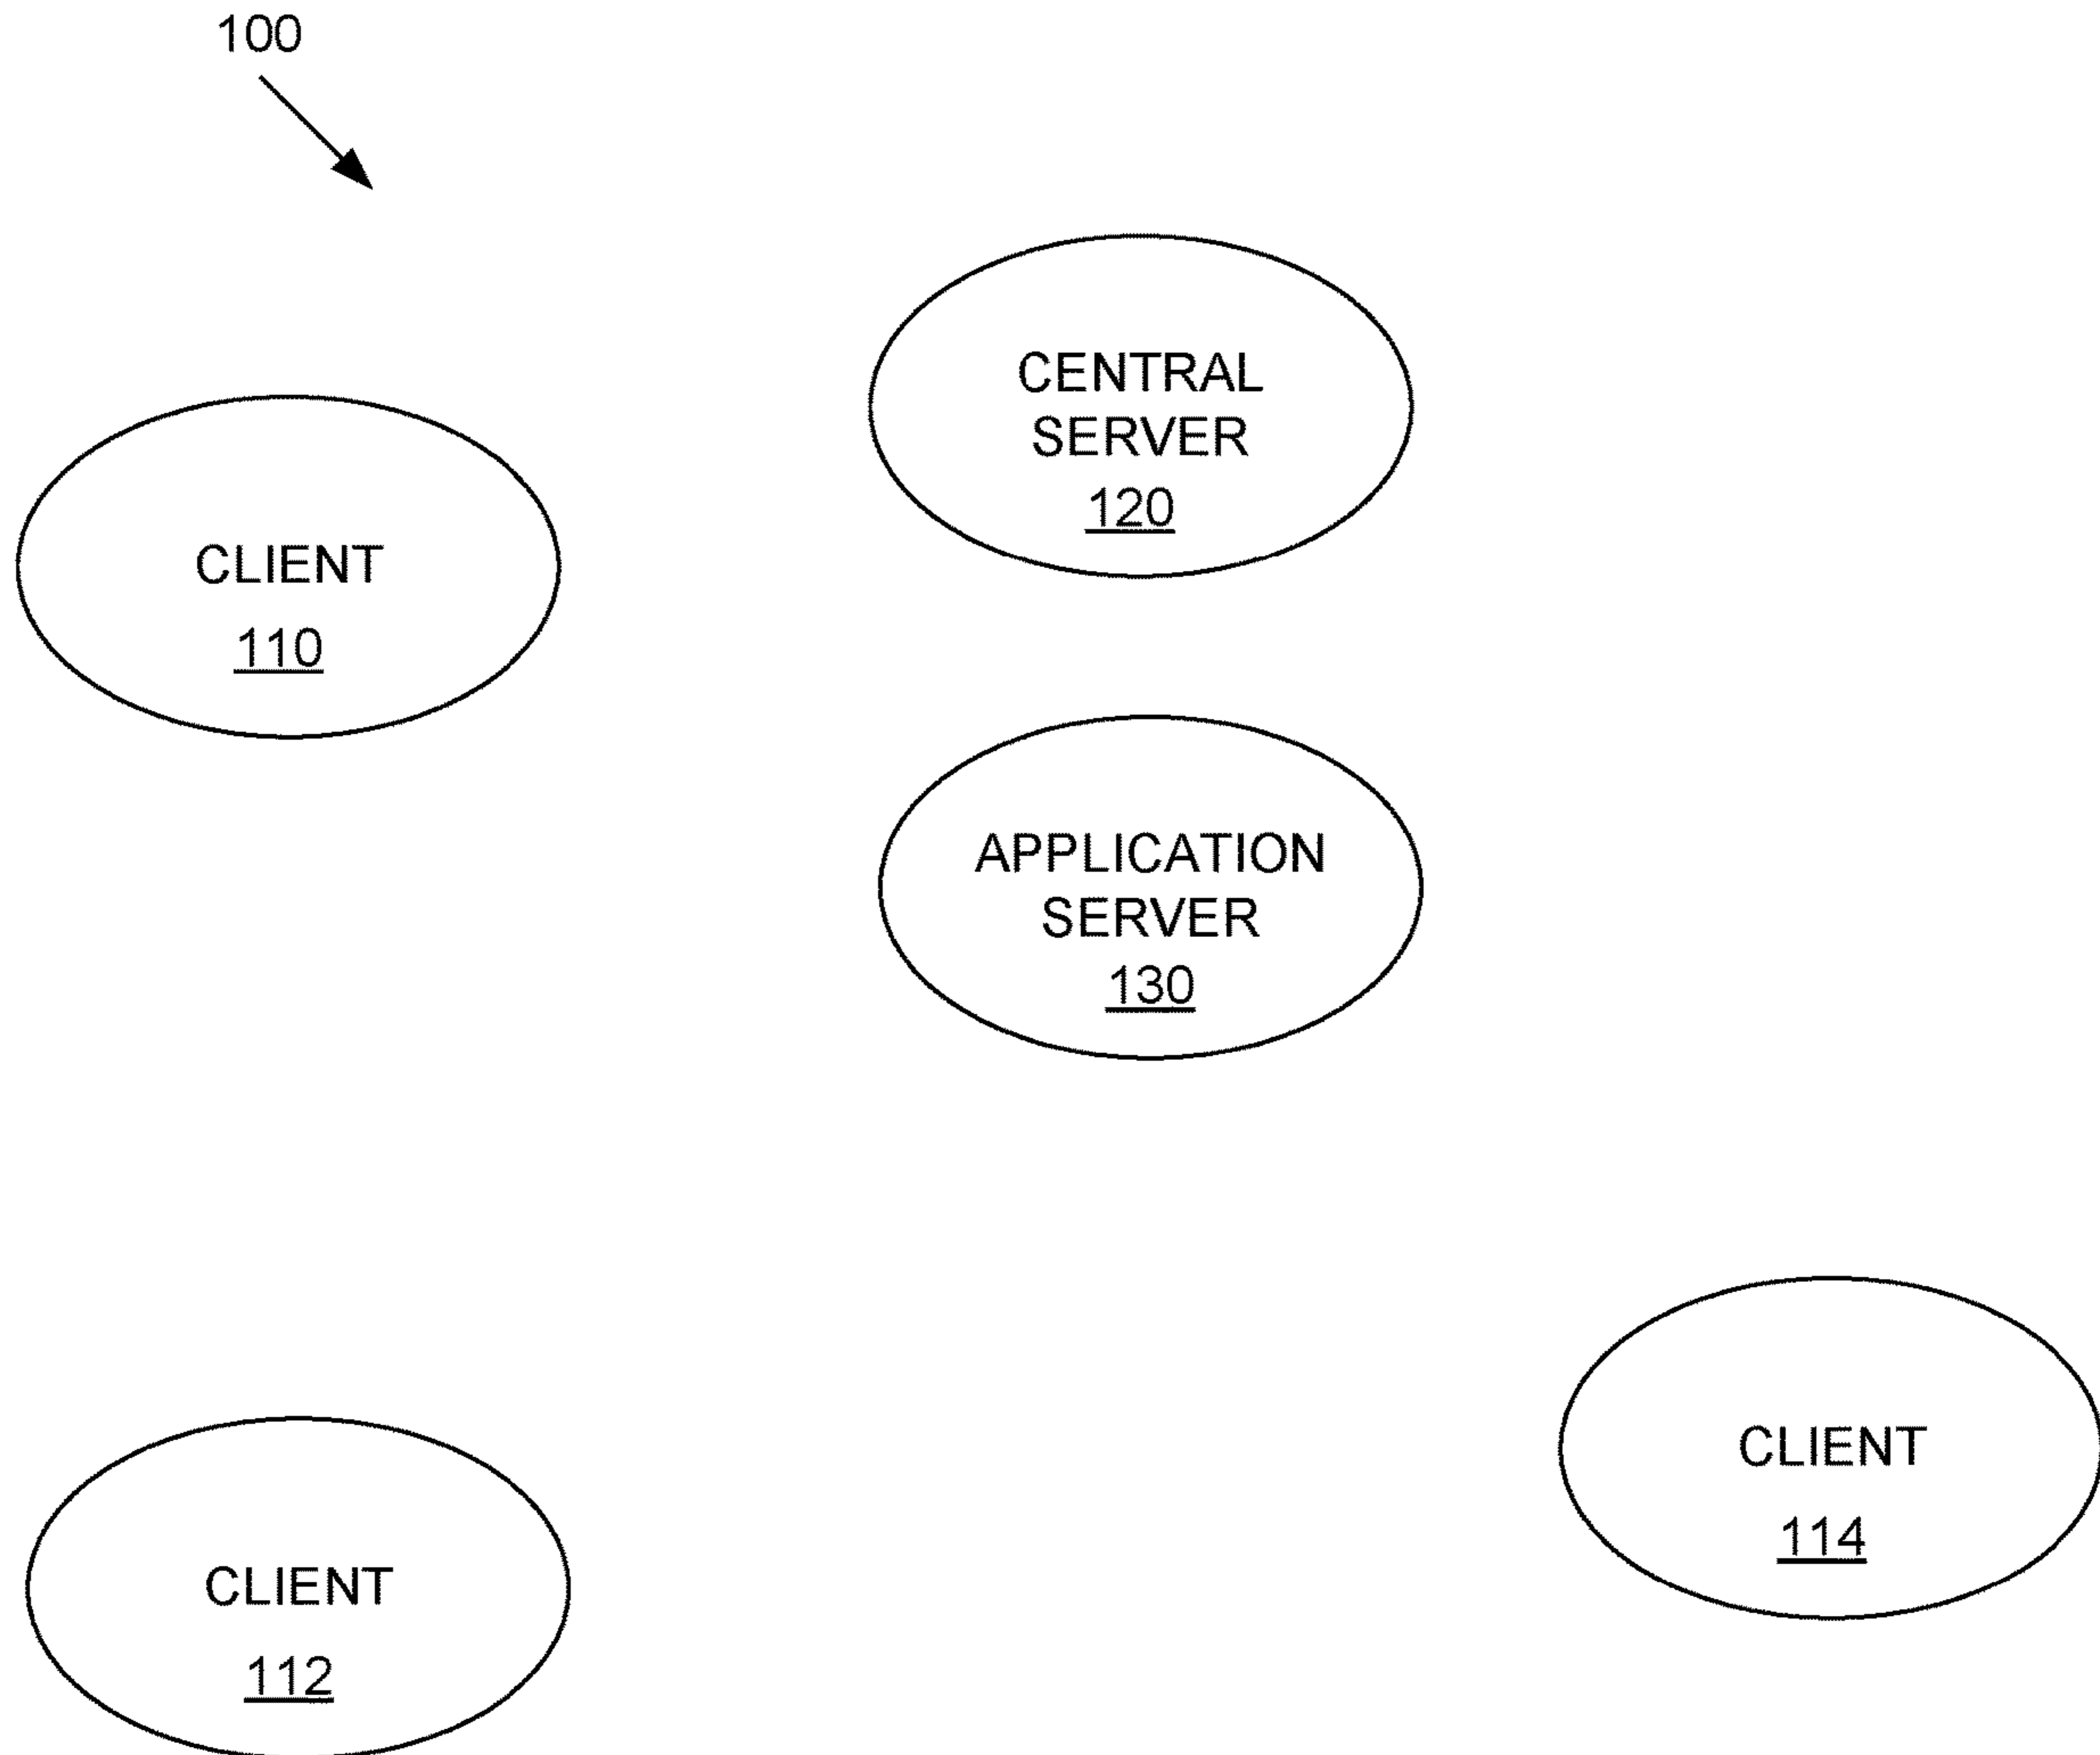 100
CENTRAL
SERVER
120
CLIENT
110
APPLICATION
SERVER
130
CLIENT
114
CLIENT
112